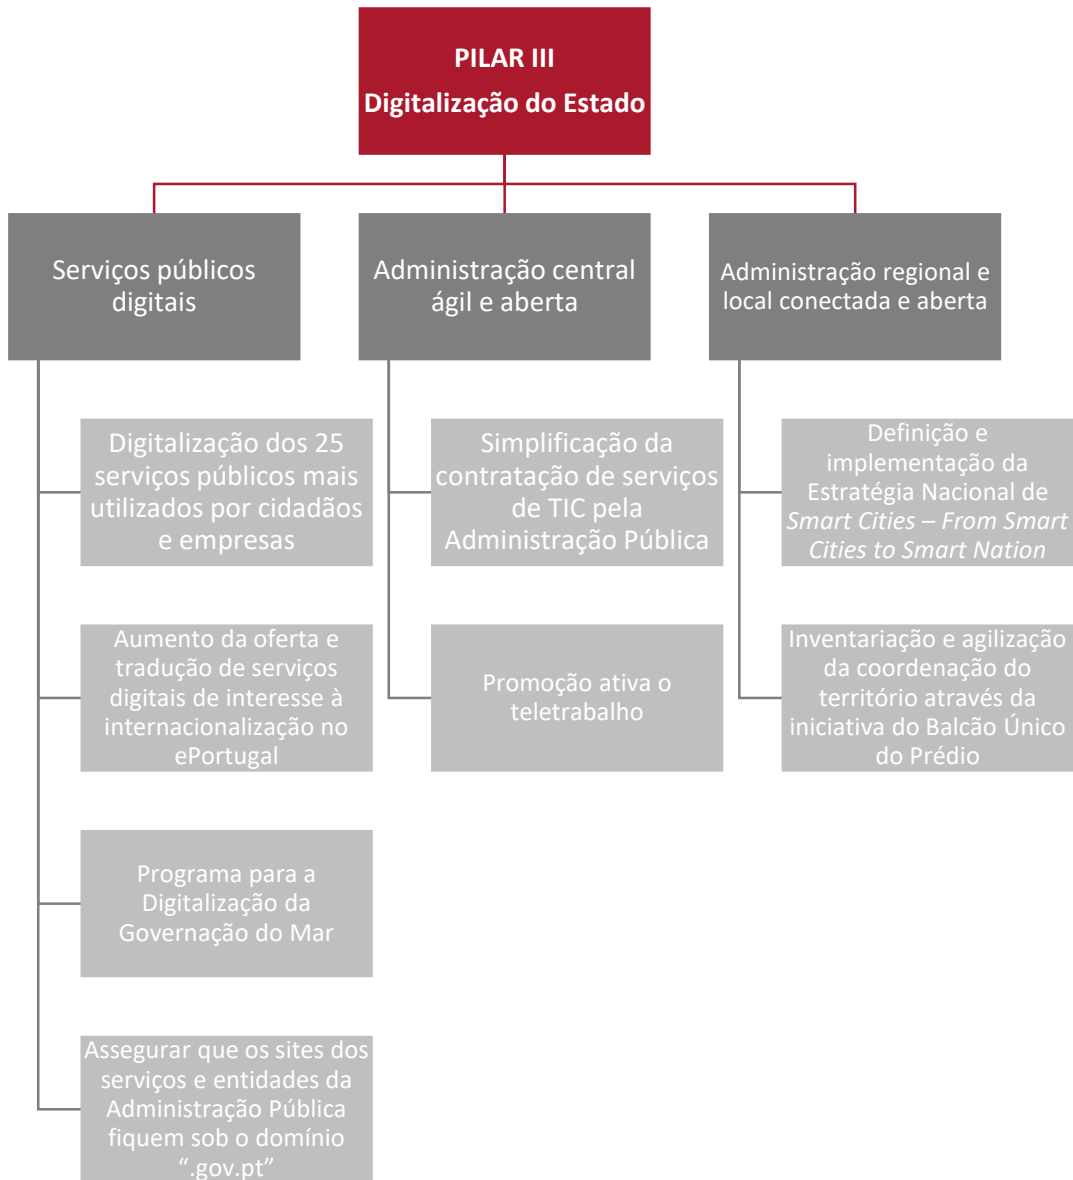 PILAR III
Digitalização do Estado
Serviços públicos
digitais
Digitalização dos 25
serviços públicos mais
utilizados por cidadãos
e empresas
Aumento da oferta e
tradução de serviços
digitais de interesse à
internacionalização no
ePortugal
Programa para a
Digitalização da
Governação do Mar
Assegurar que os sites dos
serviços e entidades da
Administração Pública
fiquem sob o domínio
“.gov.pt”
Administração central
ágil e aberta
Simplificação da
contratação de serviços
de TIC pela
Administração Pública
Promoção ativa o
teletrabalho
Administração regional e
local conectada e aberta
Definição e
implementação da
Estratégia Nacional de
Smart Cities – From Smart
Cities to Smart Nation
Inventariação e agilização
da coordenação do
território através da
iniciativa do Balcão Único
do Prédio